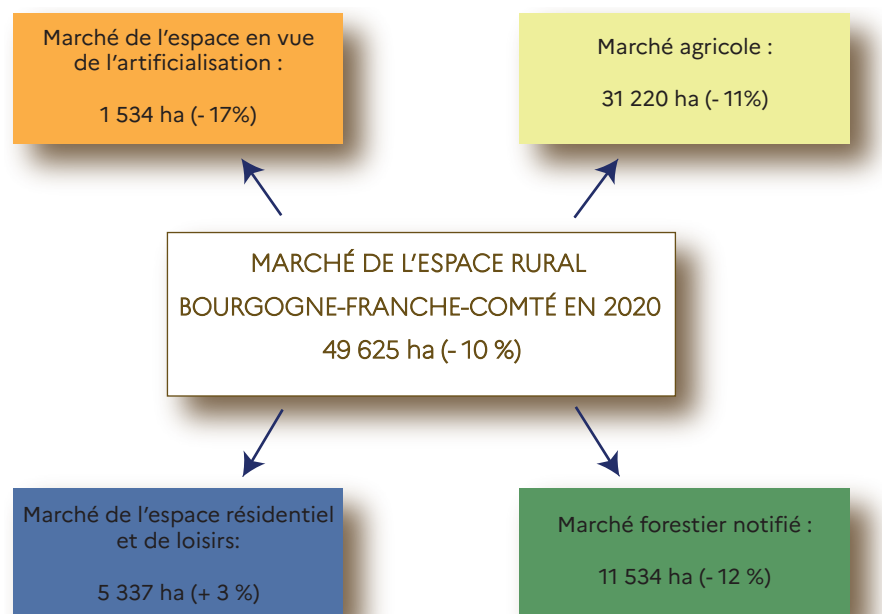 Marché de l’espace en vue
de l’artificialisation :
1 534 ha (- 17%)
Marché agricole :
31 220 ha (- 11%)
MARCHÉ DE L’ESPACE RURAL
BOURGOGNE-FRANCHE-COMTÉ EN 2020
49 625 ha (- 10 %)
Marché de l’espace résidentiel
et de loisirs:
5 337 ha (+ 3 %)
Marché forestier notifié :
11 534 ha (- 12 %)